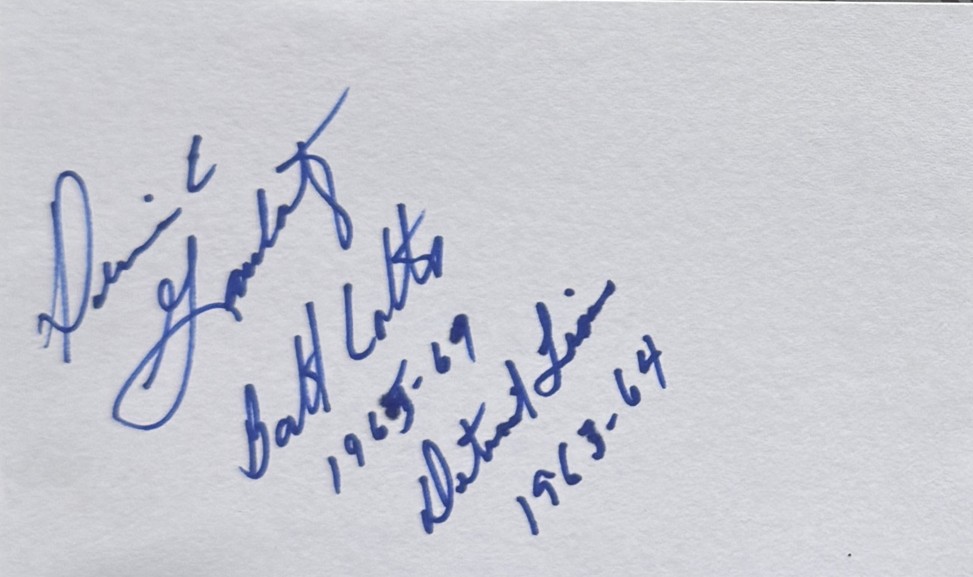 Dennis
Gaubatz
Balt Colts
1965-69
Detroit Lions
1963-64